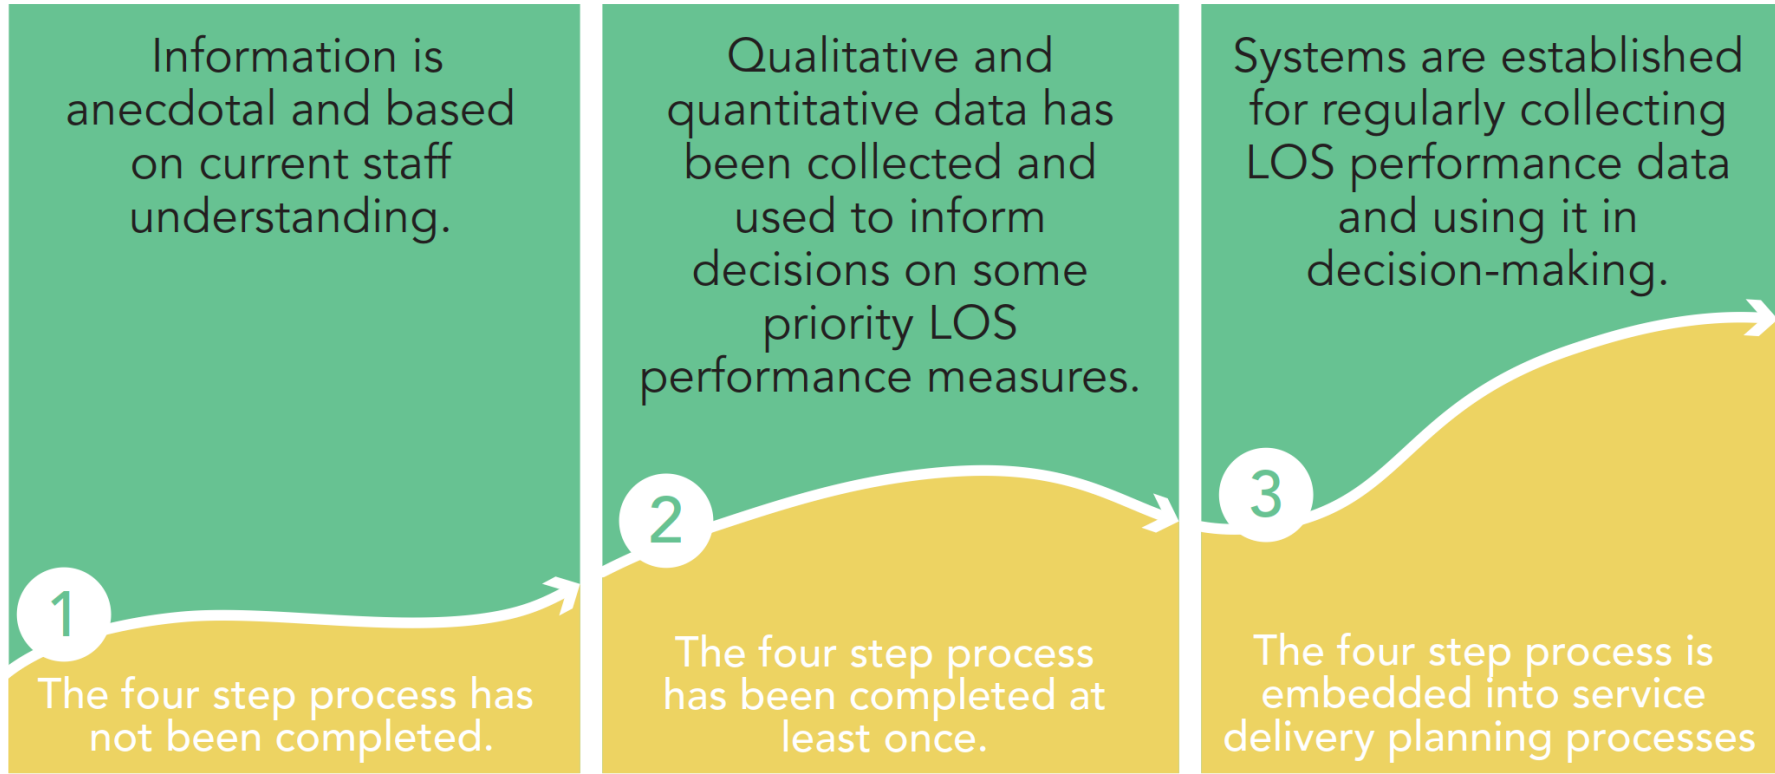 Information is
anecdotal and based
on current staff
understanding.
1
The four step process has
not been completed.
Qualitative and
quantitative data has
been collected and
used to inform
decisions on some
priority LOS
performance measures.
2
The four step process
has been completed at
least once.
Systems are established
for regularly collecting
LOS performance data
and using it in
decision-making.
3
The four step process is
embedded into service
delivery planning processes